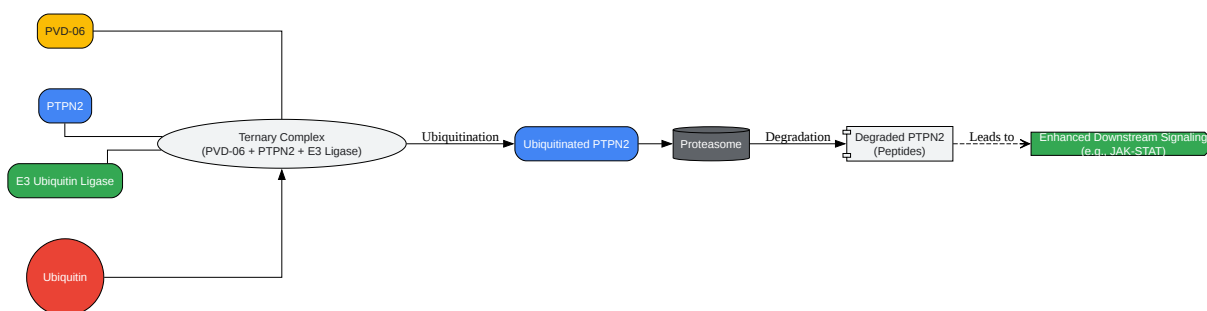 PVD-06
PTPN2
E3 Ubiquitin Ligase
Ubiquitin
Ternary Complex
(PVD-06 + PTPN2 + E3 Ligase)
Ubiquitination
Ubiquitinated PTPN2
Proteasome
Degradation
Degraded PTPN2
(Peptides)
Leads to
Enhanced Downstream Signaling
(e.g., JAK-STAT)